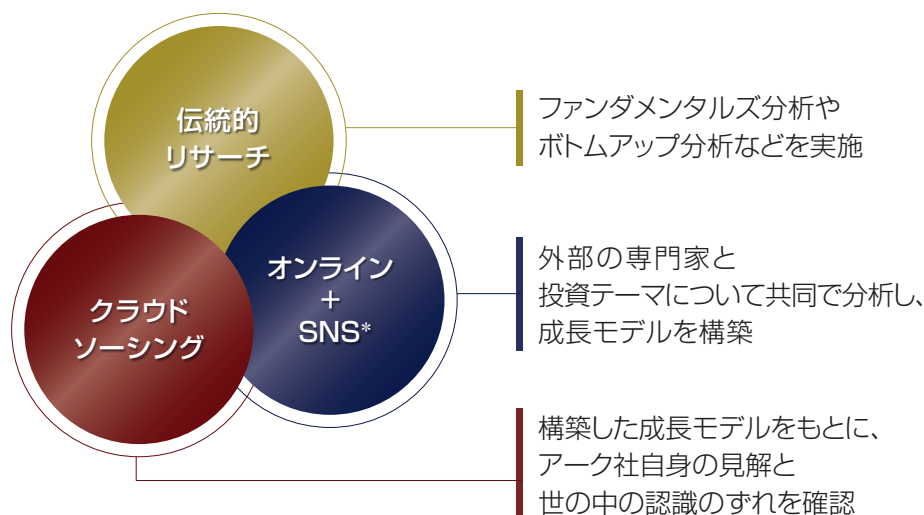 伝統的
リサーチ
ファンダメンタルズ分析や
ボトムアップ分析などを実施
オンライン
+
SNS*
外部の専門家と
投資テーマについて共同で分析し、
成長モデルを構築
クラウド
ソーシング
構築した成長モデルをもとに、
アーク社自身の見解と
世の中の認識のずれを確認